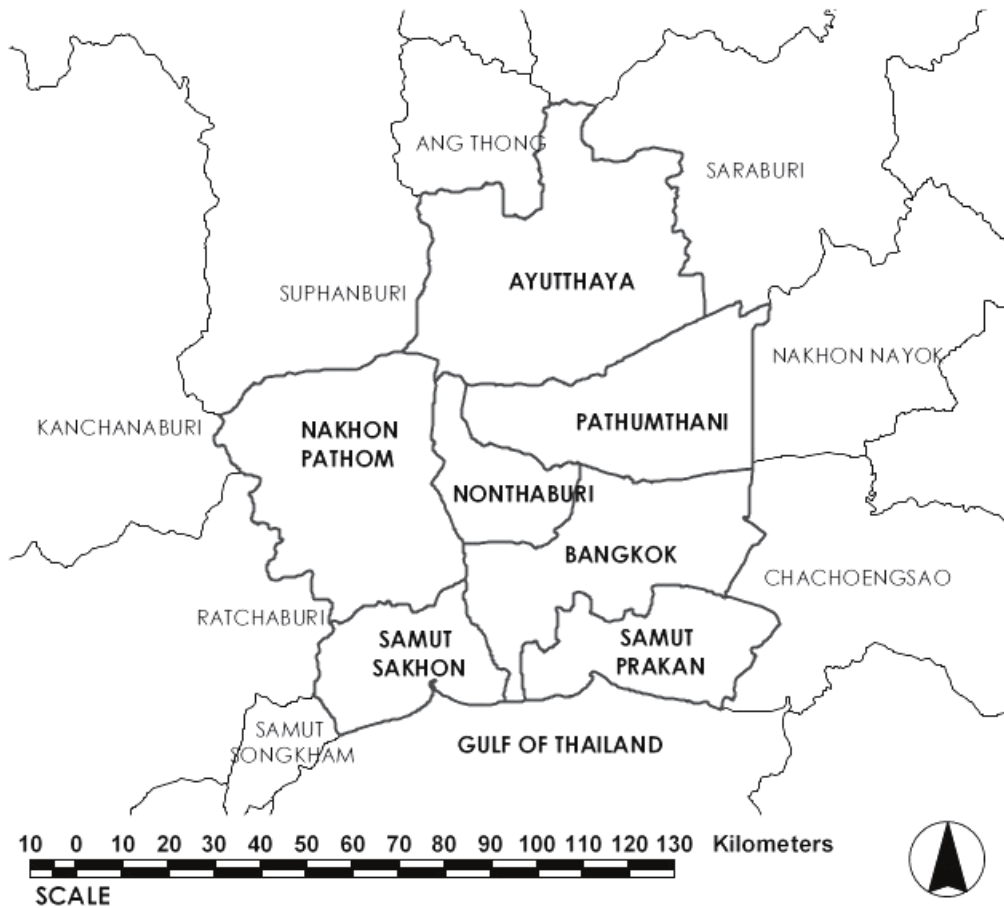 ANG THONG
SARABURI
AYUTTHAYA
SUPHANBURI
NAKHON NAYOK
KANCHANABURI
NAKHON
PATHOM
PATHUMTHANI
NONTHABURI
BANGKOK
CHACHOENGSAO
RATCHABURI
SAMUT
SAKHON
SAMUT
PRAKAN
SAMUT
SONGKHAM
GULF OF THAILAND
10 0 10 20 30 40 50 60 70 80 90 100 110 120 130 Kilometers
SCALE